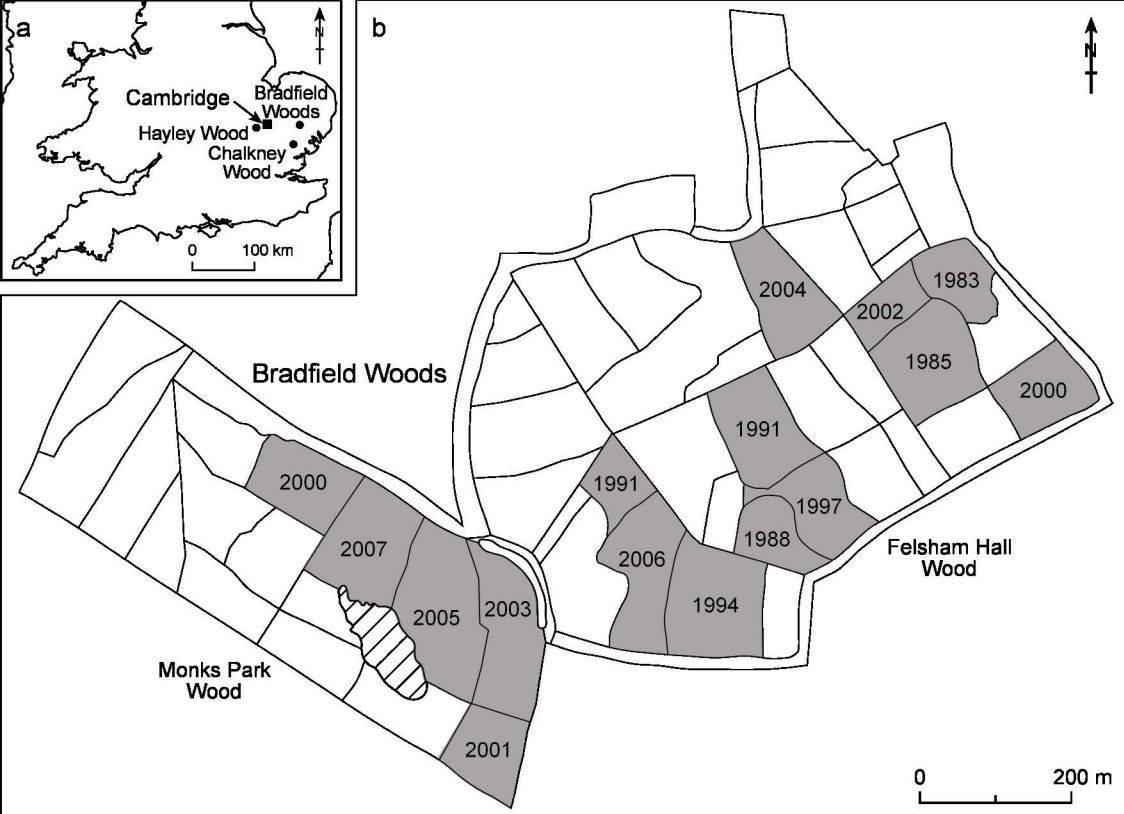 a
N
Cambridge
Bradfield
Woods
Hayley Wood
Chalkney
Wood
0 100 km
b
N
Bradfield Woods
2004
2002
1983
1985
2000
1991
1991
1997
1988
2006
1994
Felsham Hall
Wood
2000
2007
2005
2003
2001
Monks Park
Wood
0 200 m